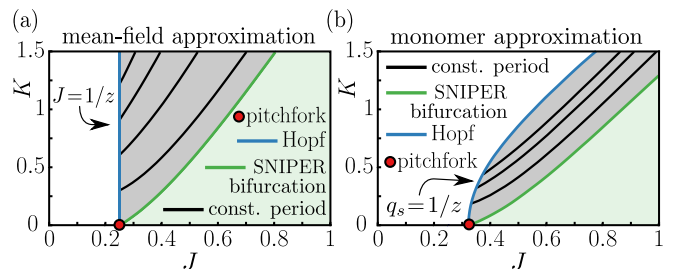 (a) mean-field approximation
K
1.5
1
0.5
0
J=1/z
pitchfork
Hopf
SNIPER
bifurcation
const. period
0 0.2 0.4 0.6 0.8 1
J
(b) monomer approximation
K
1.5
1
0.5
0
const. period
SNIPER
bifurcation
Hopf
pitchfork
q_s=1/z
0 0.2 0.4 0.6 0.8 1
J